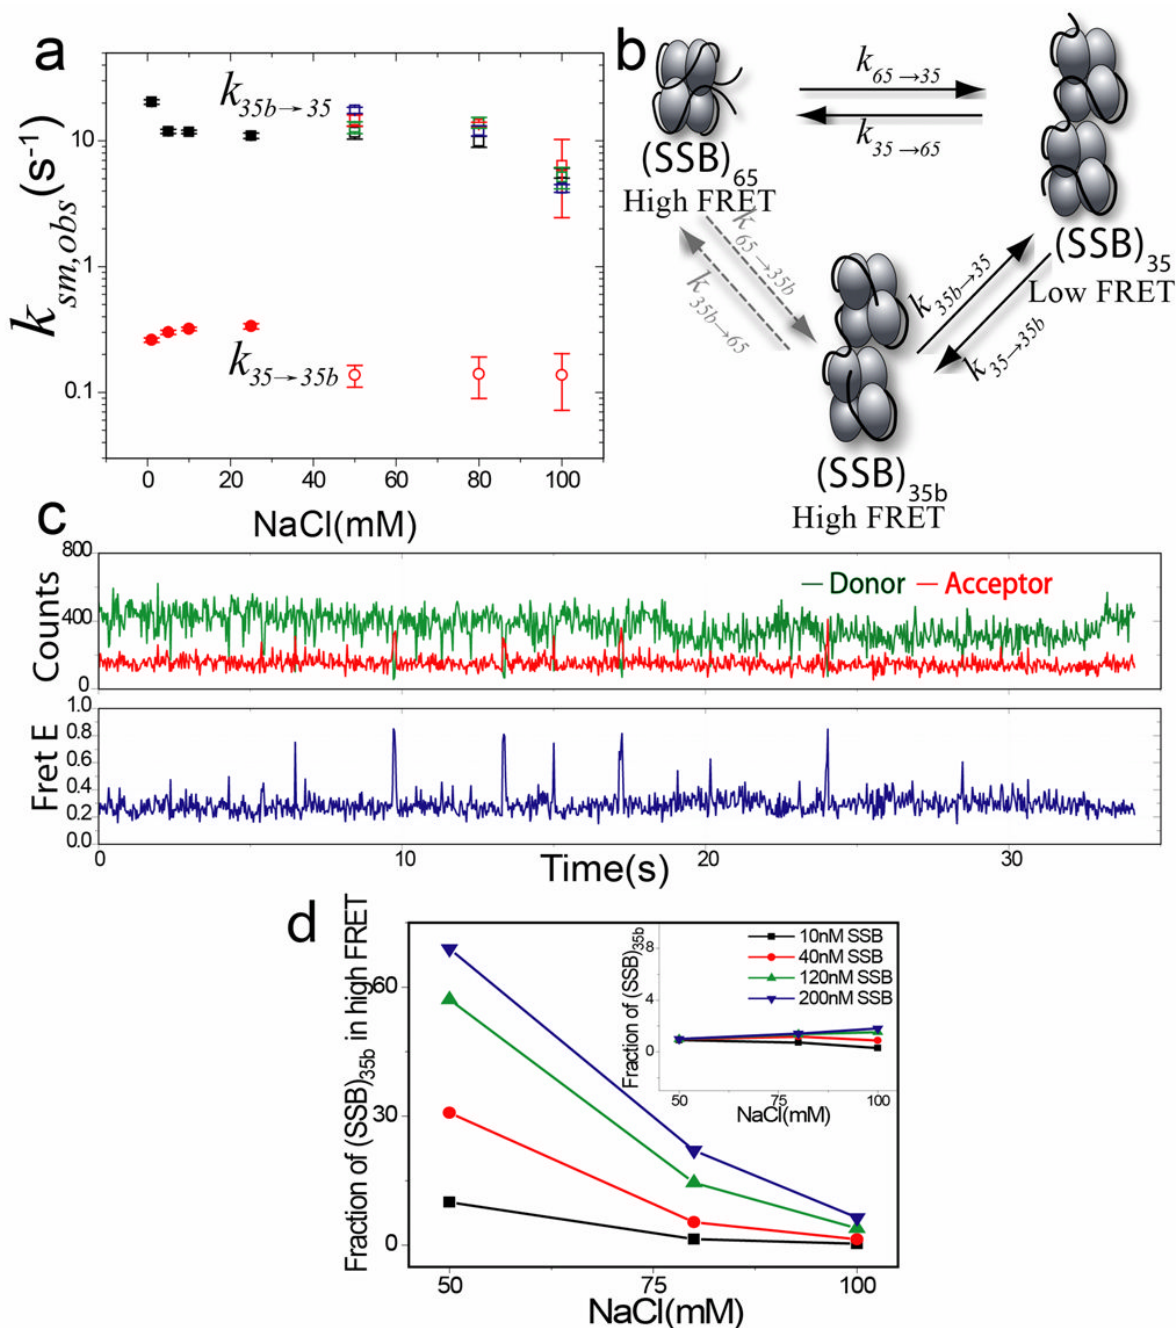 a
k35b→35
k35→35b
ksm,obs(s-1)
10
1
0.1
0 20 40 60 80 100
NaCl(mM)
b
k65→35
k35→65
(SSB)65
High FRET
(SSB)35
Low FRET
k65→35b
k35b→65
k35b→35
k35→35b
(SSB)35b
High FRET
c
800
400
0
Counts
Donor Acceptor
1.0
0.8
0.6
0.4
0.2
0.0
Fret E
0 10 20 30
Time(s)
d
Fraction of (SSB)35b in high FRET
60
30
0
50 75 100
NaCl(mM)
Fraction of (SSB)35b
8
4
0
10nM SSB
40nM SSB
120nM SSB
200nM SSB
50 75 100
NaCl(mM)